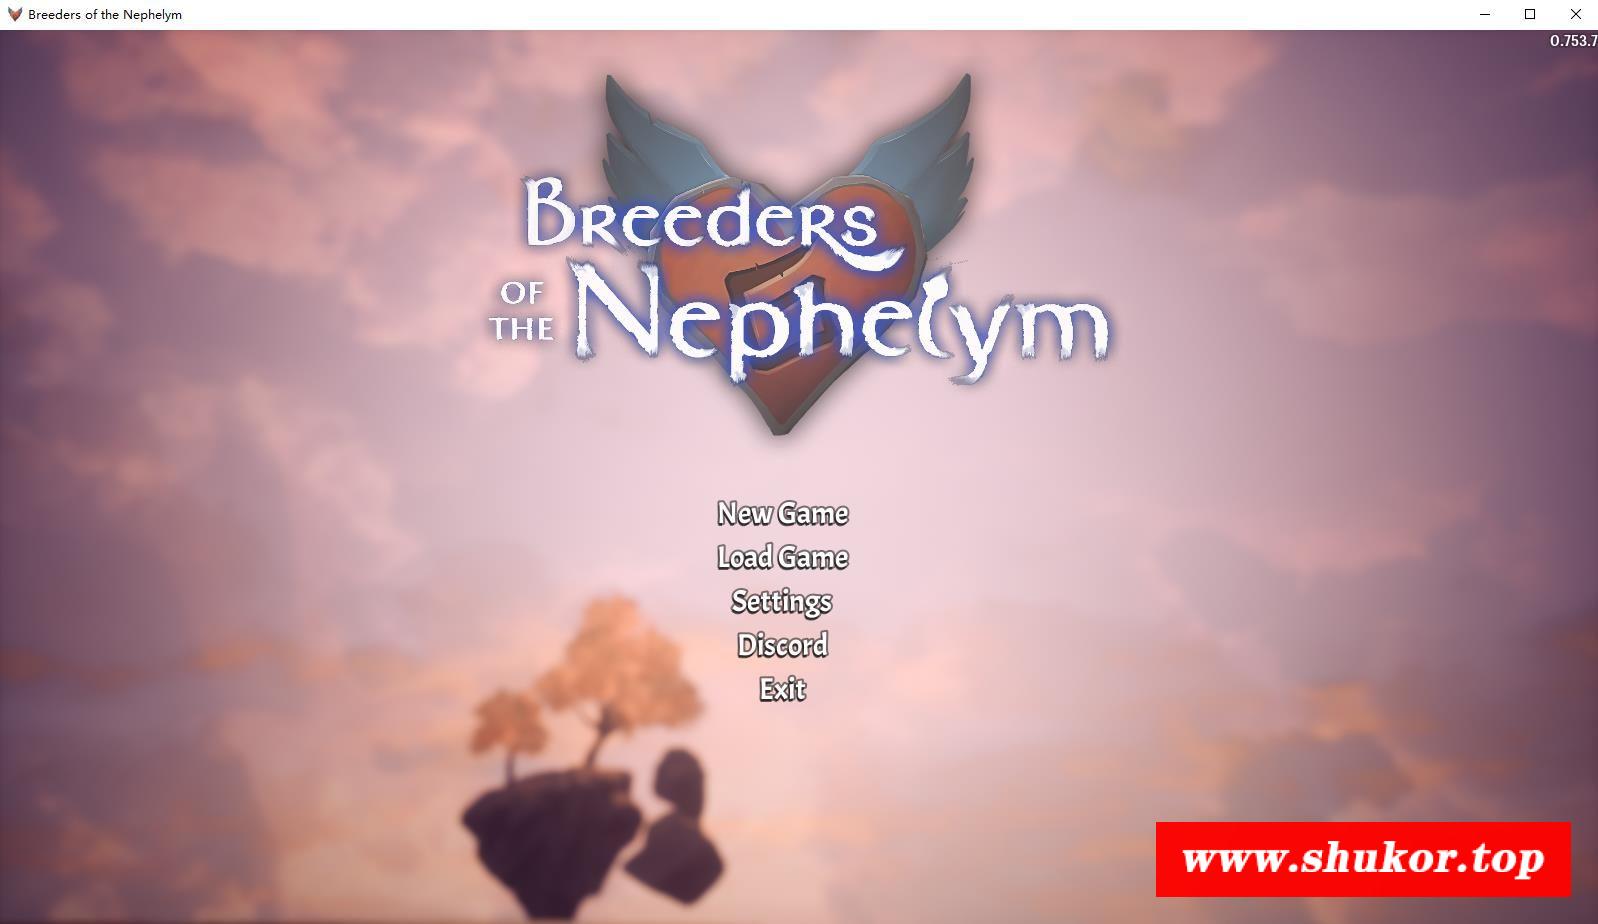 Breeders of the Nephelym
0.753.7
Breeders
OF
THE
Nephelym
New Game
Load Game
Settings
Discord
Exit
www.shukor.top